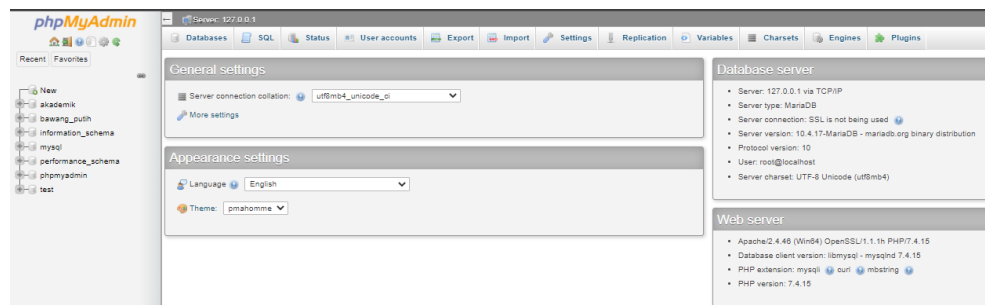 phpMyAdmin
Recent Favorites
New
akademik
bawang_putih
information_schema
mysql
performance_schema
phpmyadmin
test
Server: 127.0.0.1
Databases SQL Status User accounts Export Import Settings Replication Variables Charsets Engines Plugins
General settings
Server connection collation: utf8mb4_unicode_ci
More settings
Appearance settings
Language English
Theme: pmahomme
Database server
Server: 127.0.0.1 via TCP/IP
Server type: MariaDB
Server connection: SSL is not being used
Server version: 10.4.17-MariaDB - mariadb.org binary distribution
Protocol version: 10
User: root@localhost
Server charset: UTF-8 Unicode (utf8mb4)
Web server
Apache/2.4.46 (Win64) OpenSSL/1.1.1h PHP/7.4.15
Database client version: libmysql - mysqlnd 7.4.15
PHP extension: mysqli curl mbstring
PHP version: 7.4.15